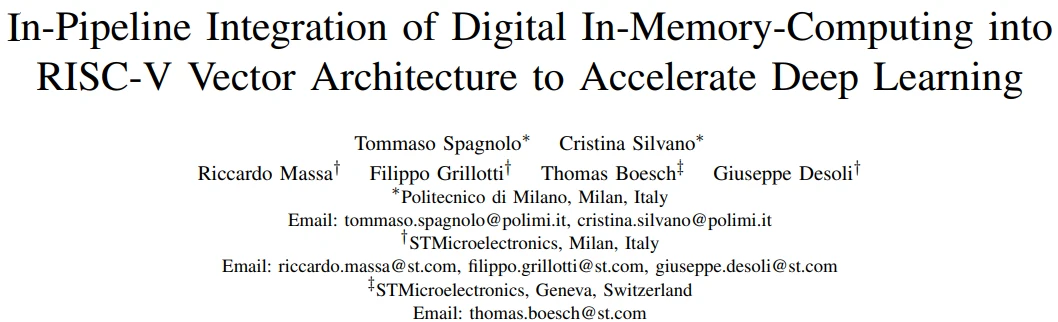 In-Pipeline Integration of Digital In-Memory-Computing into
RISC-V Vector Architecture to Accelerate Deep Learning
Tommaso Spagnolo* Cristina Silvano*
Riccardo Massa† Filippo Grillotti† Thomas Boesch‡ Giuseppe Desoli†
*Politecnico di Milano, Milan, Italy
Email: tommaso.spagnolo@polimi.it, cristina.silvano@polimi.it
†STMicroelectronics, Milan, Italy
Email: riccardo.massa@st.com, filippo.grillotti@st.com, giuseppe.desoli@st.com
‡STMicroelectronics, Geneva, Switzerland
Email: thomas.boesch@st.com